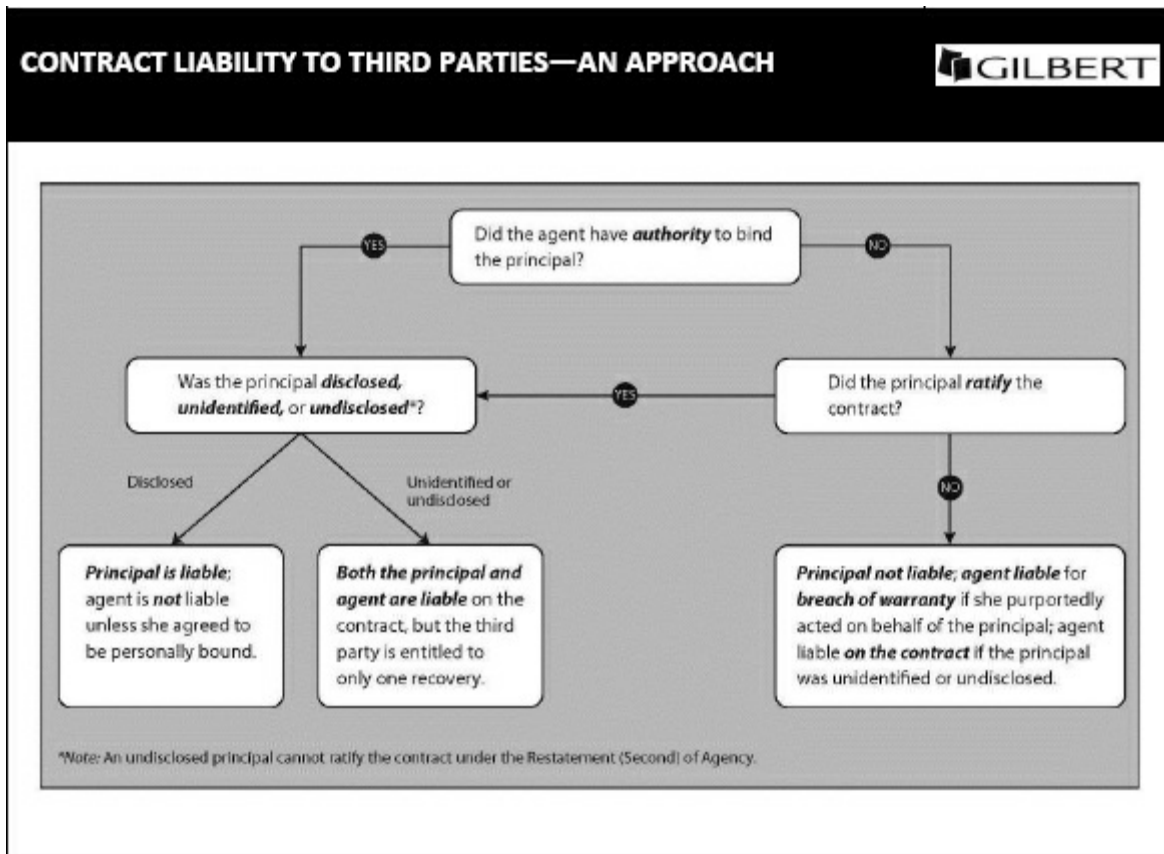 CONTRACT LIABILITY TO THIRD PARTIES—AN APPROACH
GILBERT
Did the agent have authority to bind
the principal?
YES
NO
Was the principal disclosed,
unidentified, or undisclosed*?
YES
Did the principal ratify the
contract?
Disclosed
Unidentified or
undisclosed
NO
Principal is liable;
agent is not liable
unless she agreed to
be personally bound.
Both the principal and
agent are liable on the
contract, but the third
party is entitled to
only one recovery.
Principal not liable; agent liable for
breach of warranty if she purportedly
acted on behalf of the principal; agent
liable on the contract if the principal
was unidentified or undisclosed.
*Note: An undisclosed principal cannot ratify the contract under the Restatement (Second) of Agency.